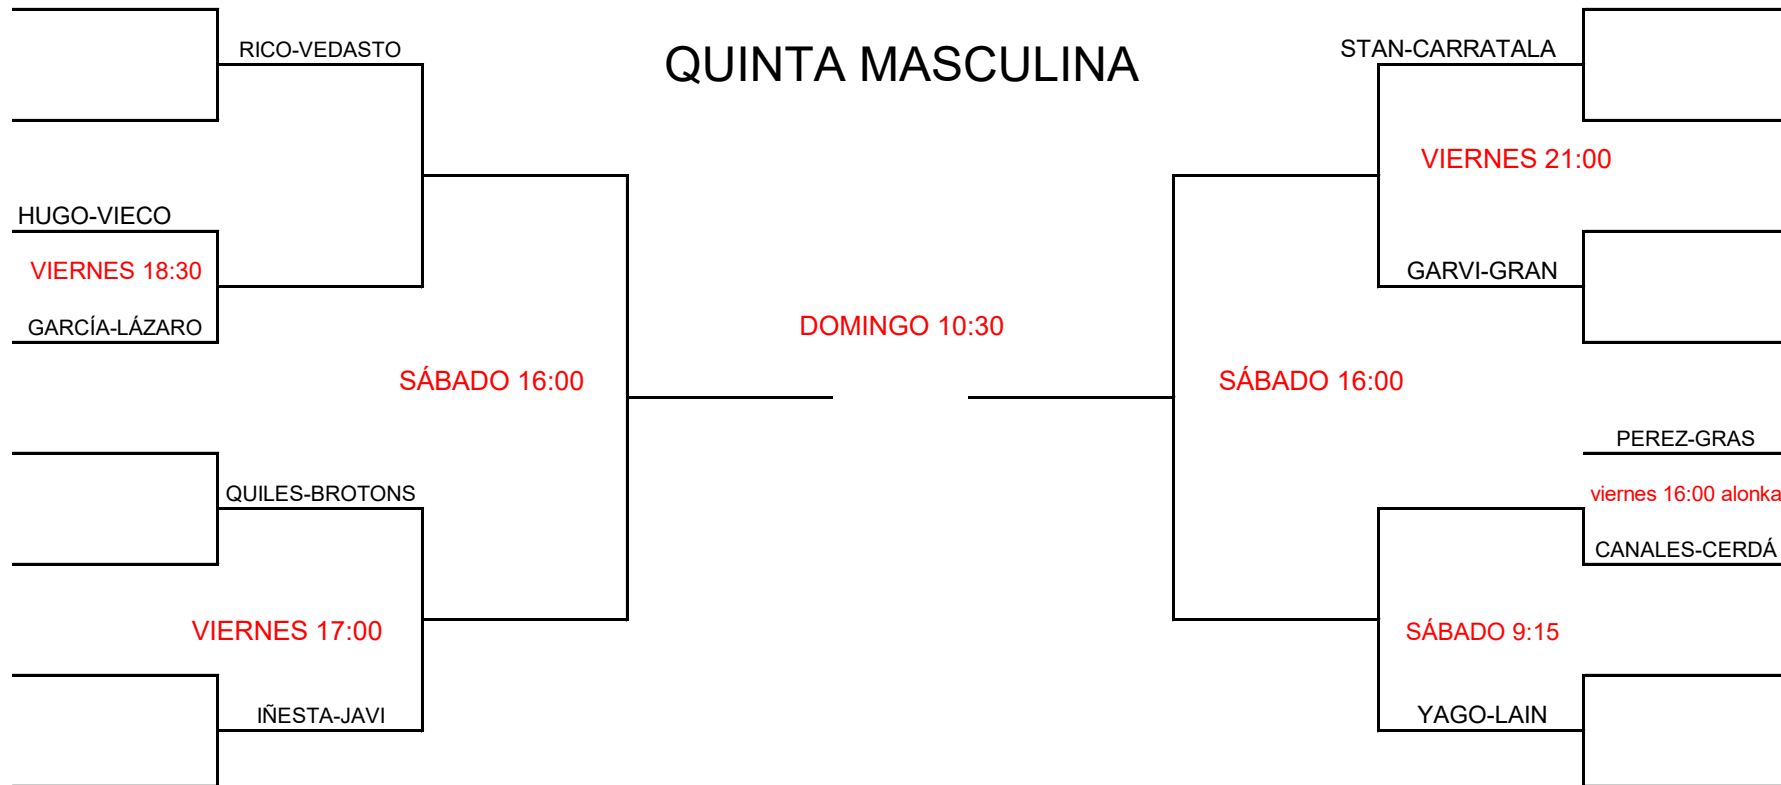 RICO-VEDASTO
QUINTA MASCULINA
STAN-CARRATALA
VIERNES 21:00
HUGO-VIECO
VIERNES 18:30
GARVI-GRAN
GARCÍA-LÁZARO
DOMINGO 10:30
SÁBADO 16:00
SÁBADO 16:00
PEREZ-GRAS
QUILES-BROTONS
viernes 16:00 alonka
CANALES-CERDÁ
VIERNES 17:00
SÁBADO 9:15
IÑESTA-JAVI
YAGO-LAIN